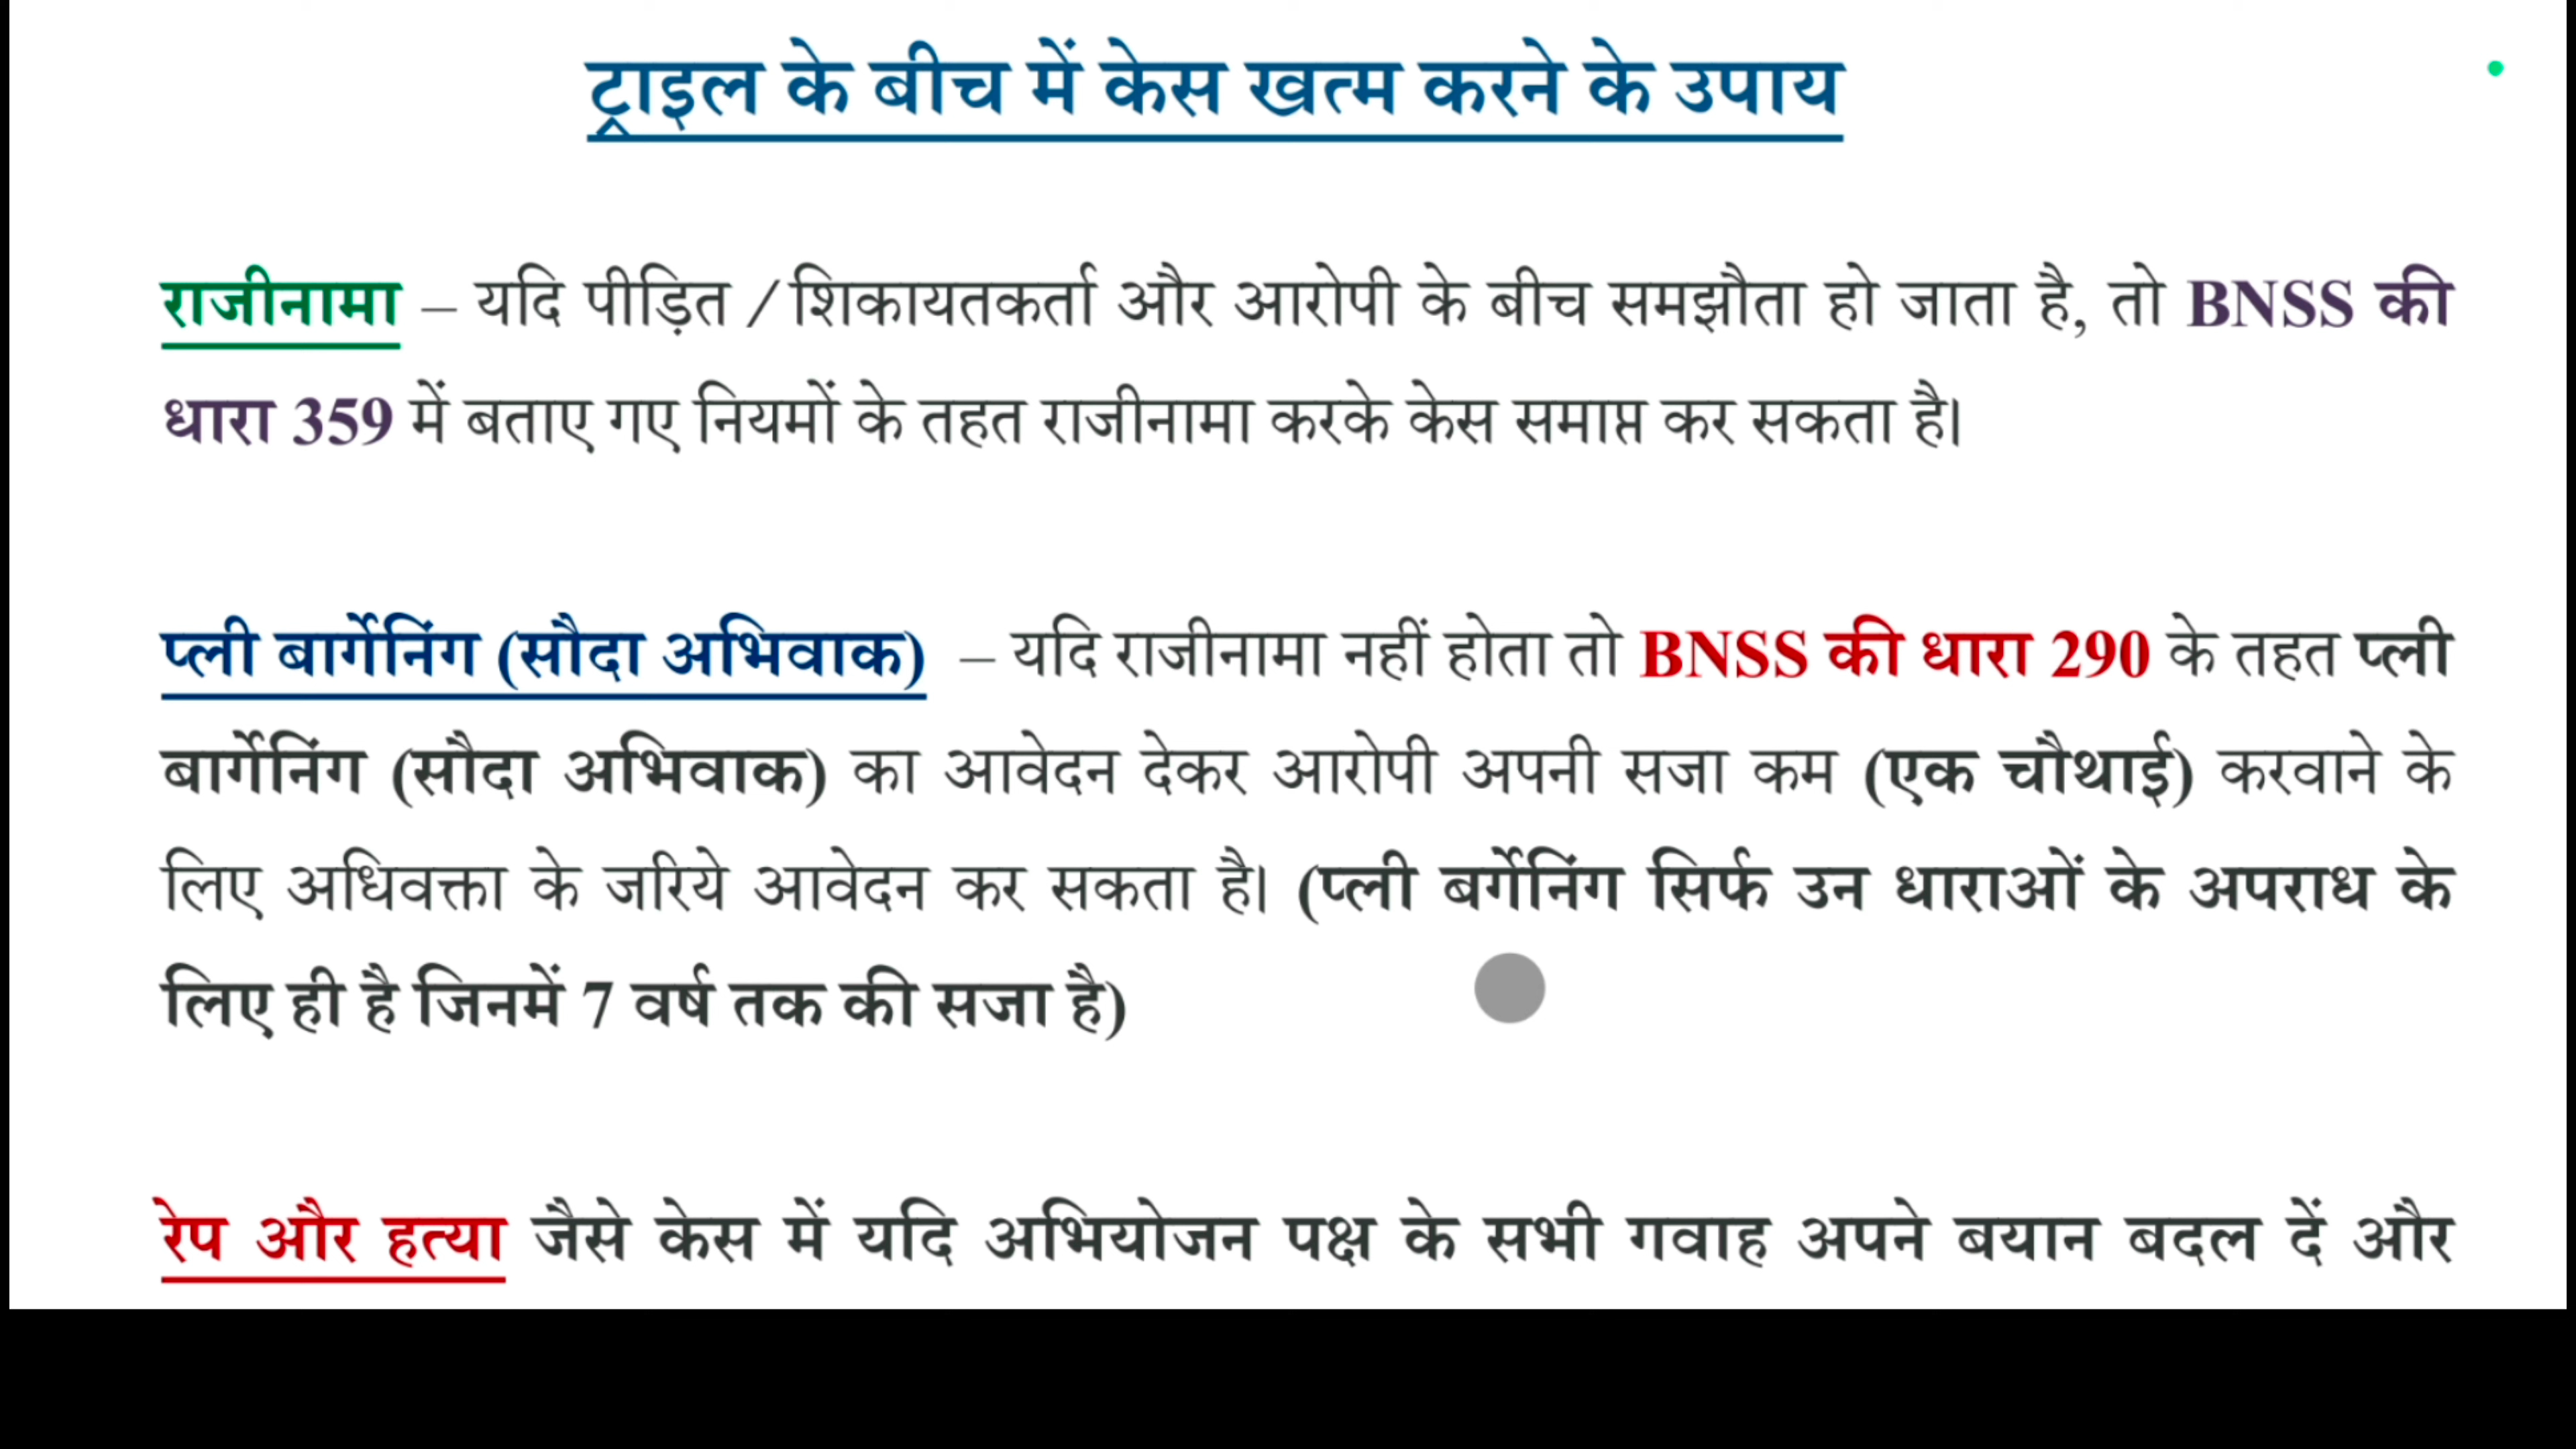 ट्राइल के बीच में केस खत्म करने के उपाय
राजीनामा – यदि पीड़ित / शिकायतकर्ता और आरोपी के बीच समझौता हो जाता है, तो BNSS की
धारा 359 में बताए गए नियमों के तहत राजीनामा करके केस समाप्त कर सकता है।
प्ली बार्गेनिंग (सौदा अभिवाक) – यदि राजीनामा नहीं होता तो BNSS की धारा 290 के तहत प्ली
बार्गेनिंग (सौदा अभिवाक) का आवेदन देकर आरोपी अपनी सजा कम (एक चौथाई) करवाने के
लिए अधिवक्ता के जरिये आवेदन कर सकता है। (प्ली बर्गेनिंग सिर्फ उन धाराओं के अपराध के
लिए ही है जिनमें 7 वर्ष तक की सजा है)
रेप और हत्या जैसे केस में यदि अभियोजन पक्ष के सभी गवाह अपने बयान बदल दें और